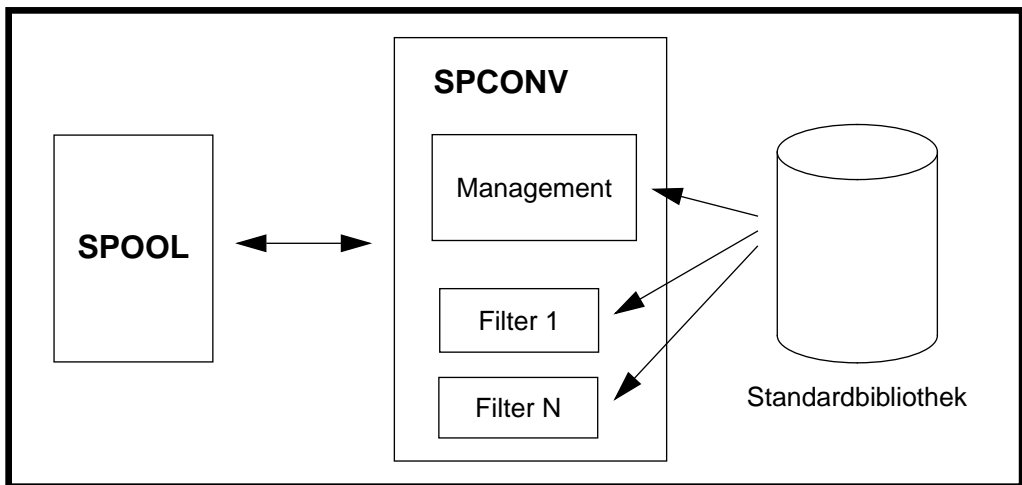 SPCONV
Management
SPOOL
Filter 1
Filter N
Standardbibliothek